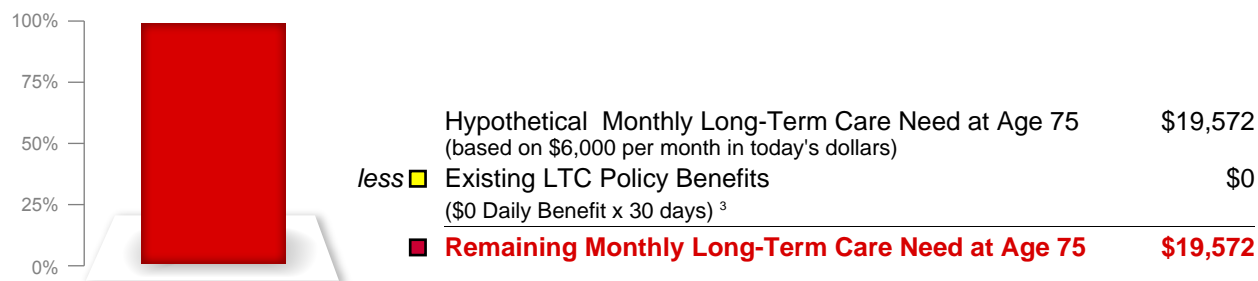 100%
75%
50%
25%
0%
Hypothetical Monthly Long-Term Care Need at Age 75 $19,572
(based on $6,000 per month in today's dollars)
less Existing LTC Policy Benefits $0
($0 Daily Benefit x 30 days) 3
Remaining Monthly Long-Term Care Need at Age 75 $19,572